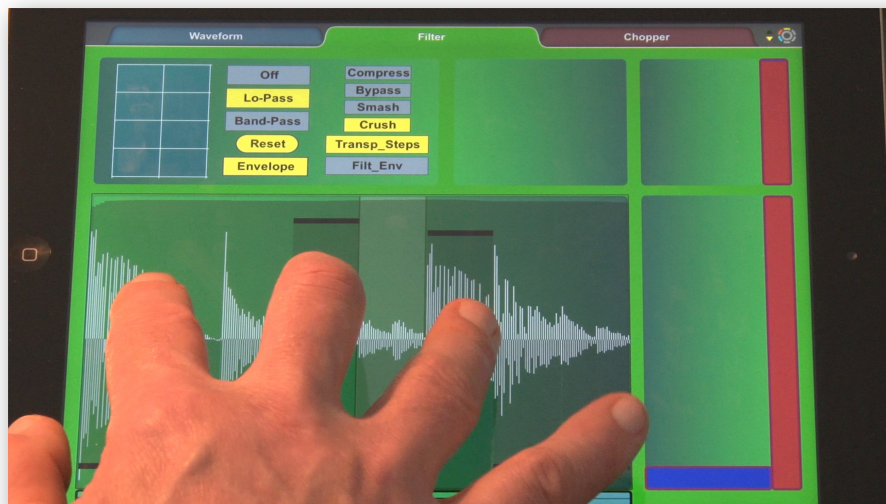 Waveform
Filter
Chopper
Off
Lo-Pass
Band-Pass
Reset
Envelope
Compress
Bypass
Smash
Crush
Transp_Steps
Filt_Env